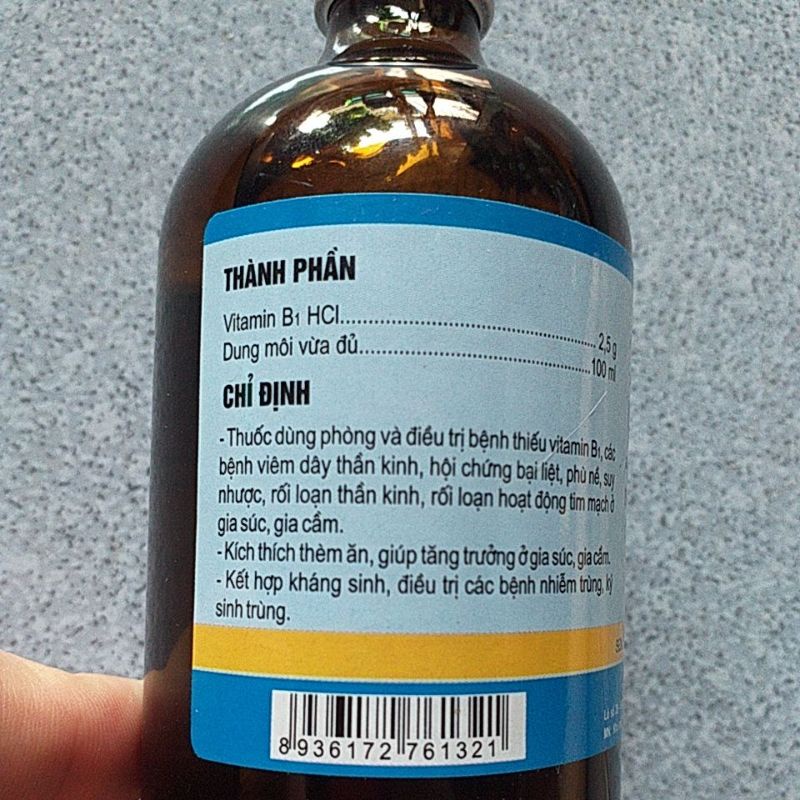 THÀNH PHẦN
Vitamin B1 HCl.......................................... 2,5 g
Dung môi vừa đủ.......................................100 ml
CHỈ ĐỊNH
- Thuốc dùng phòng và điều trị bệnh thiếu vitamin B1, các
bệnh viêm dây thần kinh, hội chứng bại liệt, phù nề, suy
nhược, rối loạn thần kinh, rối loạn hoạt động tim mạch ở
gia súc, gia cầm.
- Kích thích thèm ăn, giúp tăng trưởng ở gia súc, gia cầm.
- Kết hợp kháng sinh, điều trị các bệnh nhiễm trùng, ký
sinh trùng.
8 936172 761321